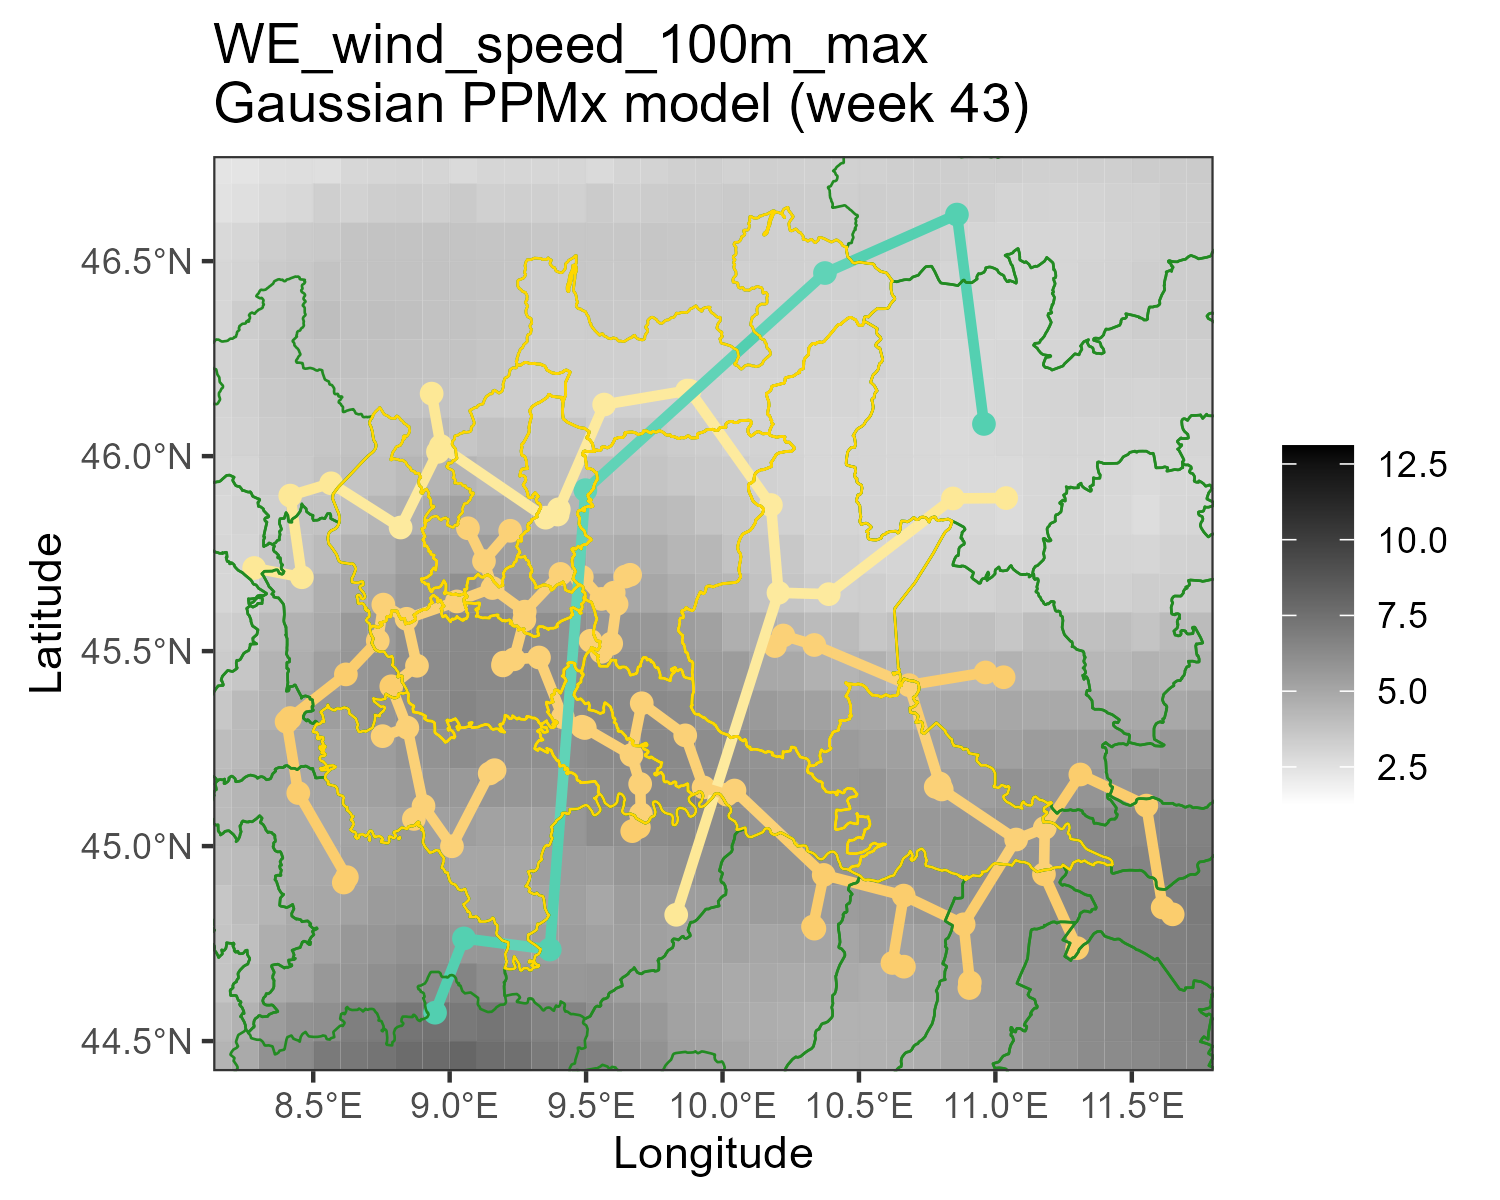 WE_wind_speed_100m_max
Gaussian PPMx model (week 43)
46.5°N
46.0°N
45.5°N
45.0°N
44.5°N
Latitude
8.5°E 9.0°E 9.5°E 10.0°E 10.5°E 11.0°E 11.5°E
Longitude
12.5
10.0
7.5
5.0
2.5